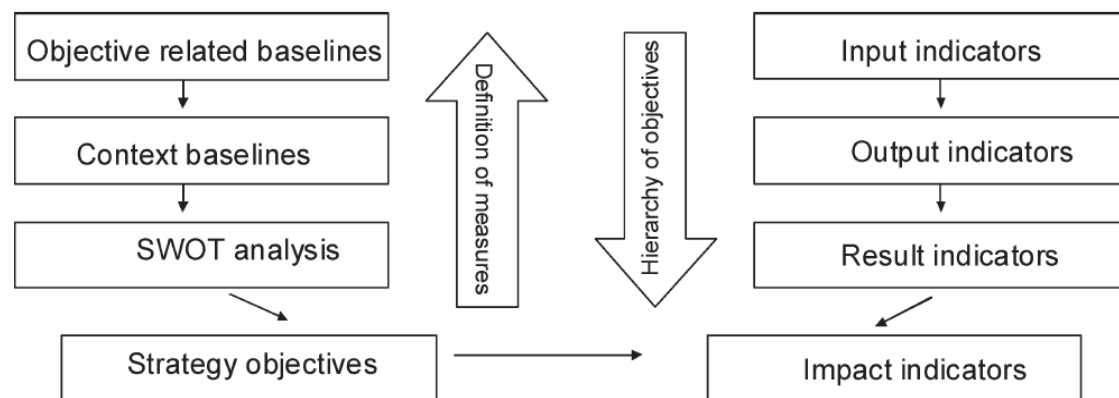 Objective related baselines
Context baselines
SWOT analysis
Strategy objectives
Definition of measures
Hierarchy of objectives
Input indicators
Output indicators
Result indicators
Impact indicators